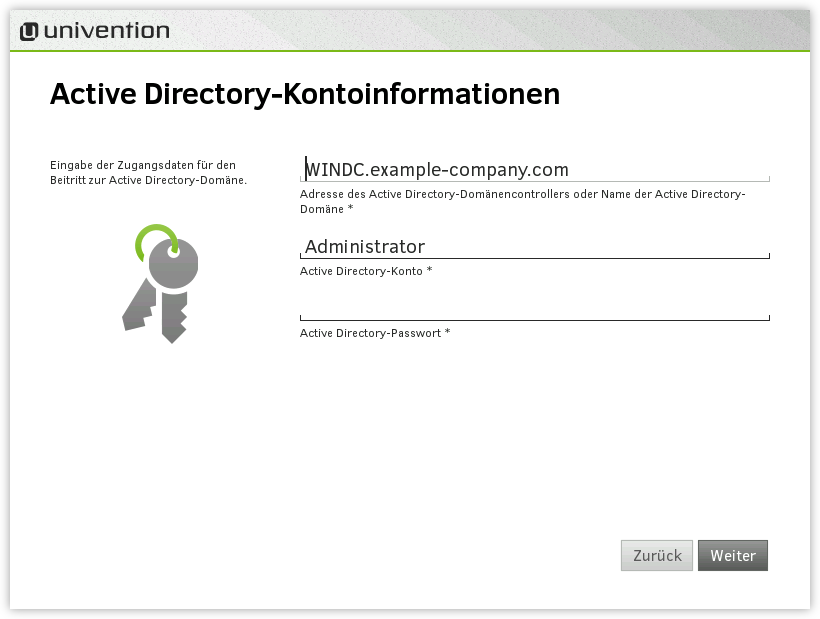 univention
Active Directory-Kontoinformationen
Eingabe der Zugangsdaten für den
Beitritt zur Active Directory-Domäne.
WINDC.example-company.com
Adresse des Active Directory-Domänencontrollers oder Name der Active Directory-
Domäne *
Administrator
Active Directory-Konto *
Active Directory-Passwort *
Zurück
Weiter